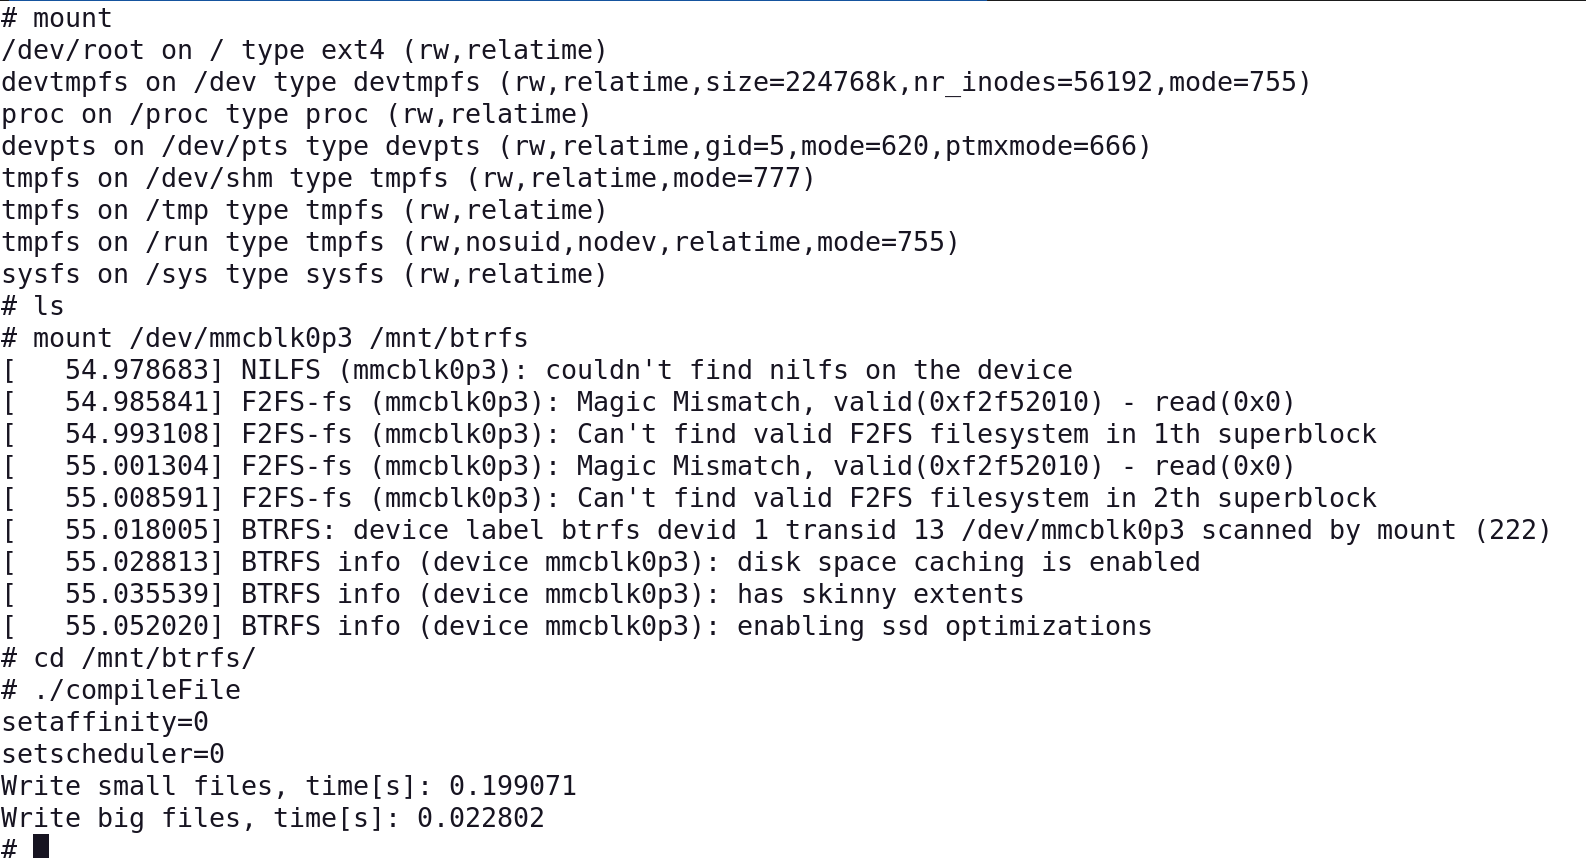 # mount
/dev/root on / type ext4 (rw,relatime)
devtmpfs on /dev type devtmpfs (rw,relatime,size=224768k,nr_inodes=56192,mode=755)
proc on /proc type proc (rw,relatime)
devpts on /dev/pts type devpts (rw,relatime,gid=5,mode=620,ptmxmode=666)
tmpfs on /dev/shm type tmpfs (rw,relatime,mode=777)
tmpfs on /tmp type tmpfs (rw,relatime)
tmpfs on /run type tmpfs (rw,nosuid,nodev,relatime,mode=755)
sysfs on /sys type sysfs (rw,relatime)
# ls
# mount /dev/mmcblk0p3 /mnt/btrfs
[   54.978683] NILFS (mmcblk0p3): couldn't find nilfs on the device
[   54.985841] F2FS-fs (mmcblk0p3): Magic Mismatch, valid(0xf2f52010) - read(0x0)
[   54.993108] F2FS-fs (mmcblk0p3): Can't find valid F2FS filesystem in 1th superblock
[   55.001304] F2FS-fs (mmcblk0p3): Magic Mismatch, valid(0xf2f52010) - read(0x0)
[   55.008591] F2FS-fs (mmcblk0p3): Can't find valid F2FS filesystem in 2th superblock
[   55.018005] BTRFS: device label btrfs devid 1 transid 13 /dev/mmcblk0p3 scanned by mount (222)
[   55.028813] BTRFS info (device mmcblk0p3): disk space caching is enabled
[   55.035539] BTRFS info (device mmcblk0p3): has skinny extents
[   55.052020] BTRFS info (device mmcblk0p3): enabling ssd optimizations
# cd /mnt/btrfs/
# ./compileFile
setaffinity=0
setscheduler=0
Write small files, time[s]: 0.199071
Write big files, time[s]: 0.022802
#